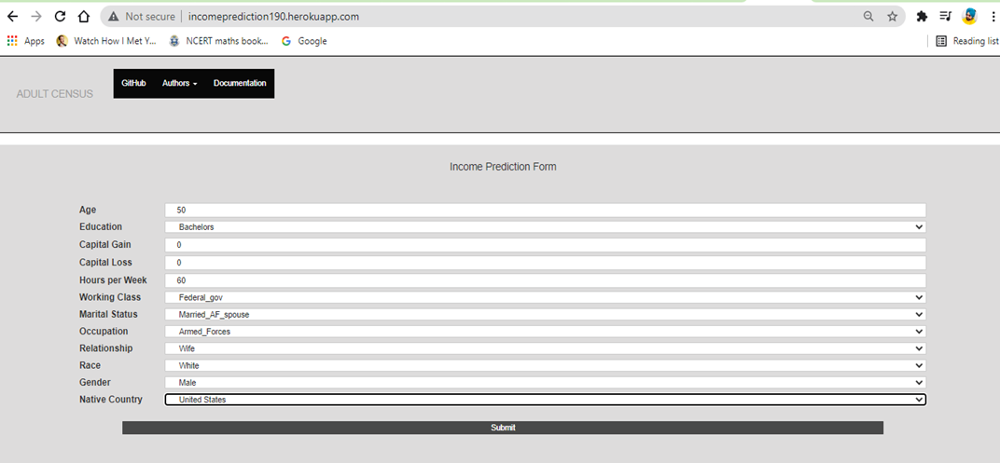 Not secure | incomeprediction190.herokuapp.com
Apps Watch How I Met Y... NCERT maths book... Google Reading list
ADULT CENSUS GitHub Authors Documentation
Income Prediction Form
Age 50
Education Bachelors
Capital Gain 0
Capital Loss 0
Hours per Week 60
Working Class Federal_gov
Marital Status Married_AF_spouse
Occupation Armed_Forces
Relationship Wife
Race White
Gender Male
Native Country United States
Submit